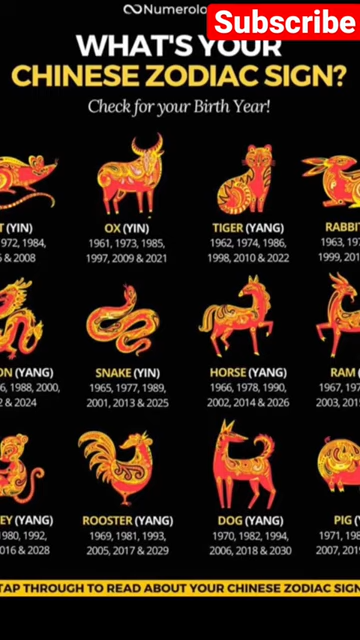 Numerolo
Subscribe
WHAT'S YOUR
CHINESE ZODIAC SIGN?
Check for your Birth Year!
T (YIN)
OX (YIN)
TIGER (YANG)
RABBIT
1972, 1984,
1961, 1973, 1985,
1962, 1974, 1986,
1963, 197
& 2008
1997, 2009 & 2021
1998, 2010 & 2022
1999, 201
ON (YANG)
SNAKE (YIN)
HORSE (YANG)
RAM (
6, 1988, 2000,
1965, 1977, 1989,
1966, 1978, 1990,
1967, 197
2 & 2024
2001, 2013 & 2025
2002, 2014 & 2026
2003, 201
EY (YANG)
ROOSTER (YANG)
DOG (YANG)
PIG (
1980, 1992,
1969, 1981, 1993,
1970, 1982, 1994,
1971, 198
016 & 2028
2005, 2017 & 2029
2006, 2018 & 2030
2007, 201
TAP THROUGH TO READ ABOUT YOUR CHINESE ZODIAC SIGN